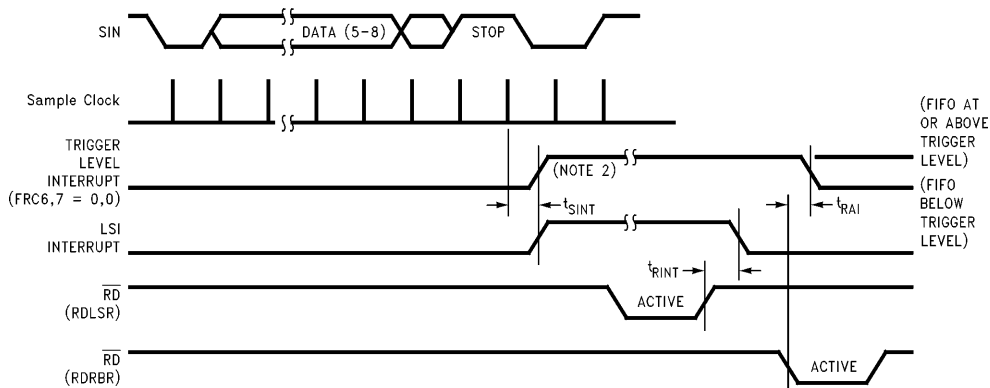 SIN
DATA (5-8)
STOP
Sample Clock
TRIGGER
LEVEL
INTERRUPT
(FRC6,7 = 0,0)
(NOTE 2)
(FIFO AT
OR ABOVE
TRIGGER
LEVEL)
(FIFO
BELOW
TRIGGER
LEVEL)
tSINT
tRAI
LSI
INTERRUPT
tRINT
RD
(RDLSR)
ACTIVE
RD
(RDRBR)
ACTIVE